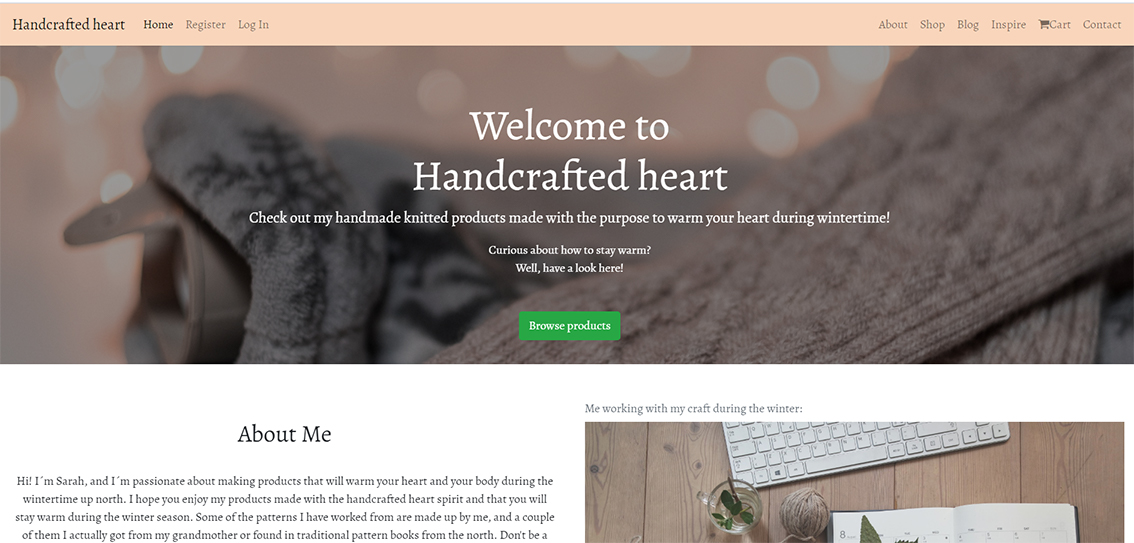 Handcrafted heart Home Register Log In About Shop Blog Inspire Cart Contact
Welcome to
Handcrafted heart
Check out my handmade knitted products made with the purpose to warm your heart during wintertime!
Curious about how to stay warm?
Well, have a look here!
Browse products
About Me
Hi! I´m Sarah, and I´m passionate about making products that will warm your heart and your body during the
wintertime up north. I hope you enjoy my products made with the handcrafted heart spirit and that you will
stay warm during the winter season. Some of the patterns I have worked from are made up by me, and a couple
of them I actually got from my grandmother or found in traditional pattern books from the north. Don't be a
Me working with my craft during the winter:
8